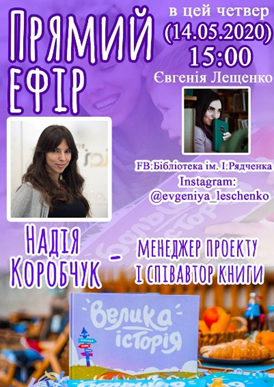 Прямий
ефір
в цей четвер
(14.05.2020)
15:00
Євгенія Лещенко
FB:Бібліотека ім. І.Рядченка
Instagram:
@evgeniya_leschenko
Надія
Коробчук -
менеджер проекту
і співавтор книги
Велика
історія